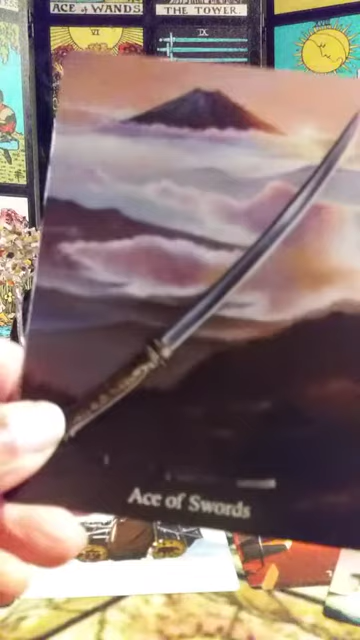 ACE of WANDS.
THE TOWER.
VI
IX
Ace of Swords